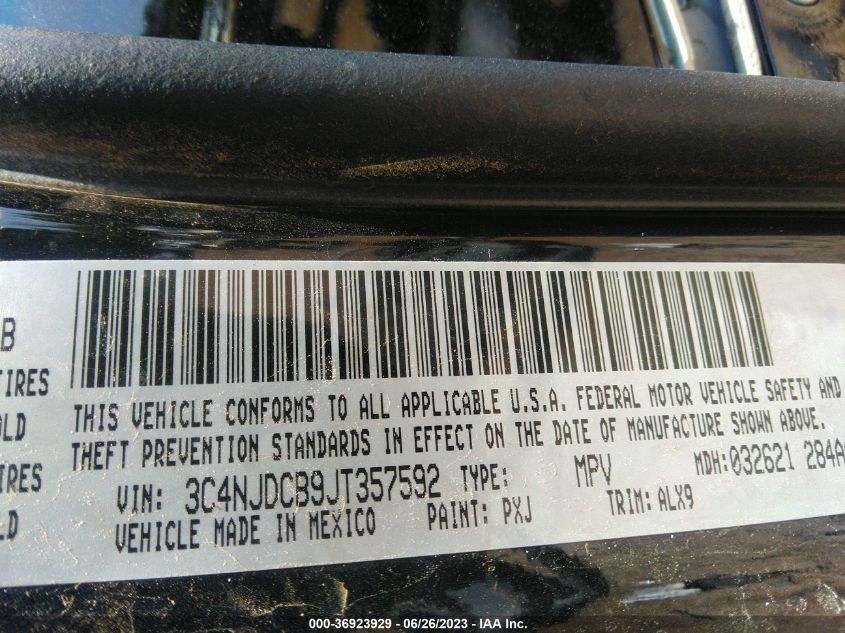 B
TIRES
OLD
IRES
LD
THIS VEHICLE CONFORMS TO ALL APPLICABLE U.S.A. FEDERAL MOTOR VEHICLE SAFETY AND
THEFT PREVENTION STANDARDS IN EFFECT ON THE DATE OF MANUFACTURE SHOWN ABOVE.
VIN: 3C4NJDCB9JT357592 TYPE: MPV MDH:032621 284A
VEHICLE MADE IN MEXICO PAINT: PXJ TRIM: ALX9
000-36923929 - 06/26/2023 - IAA Inc.